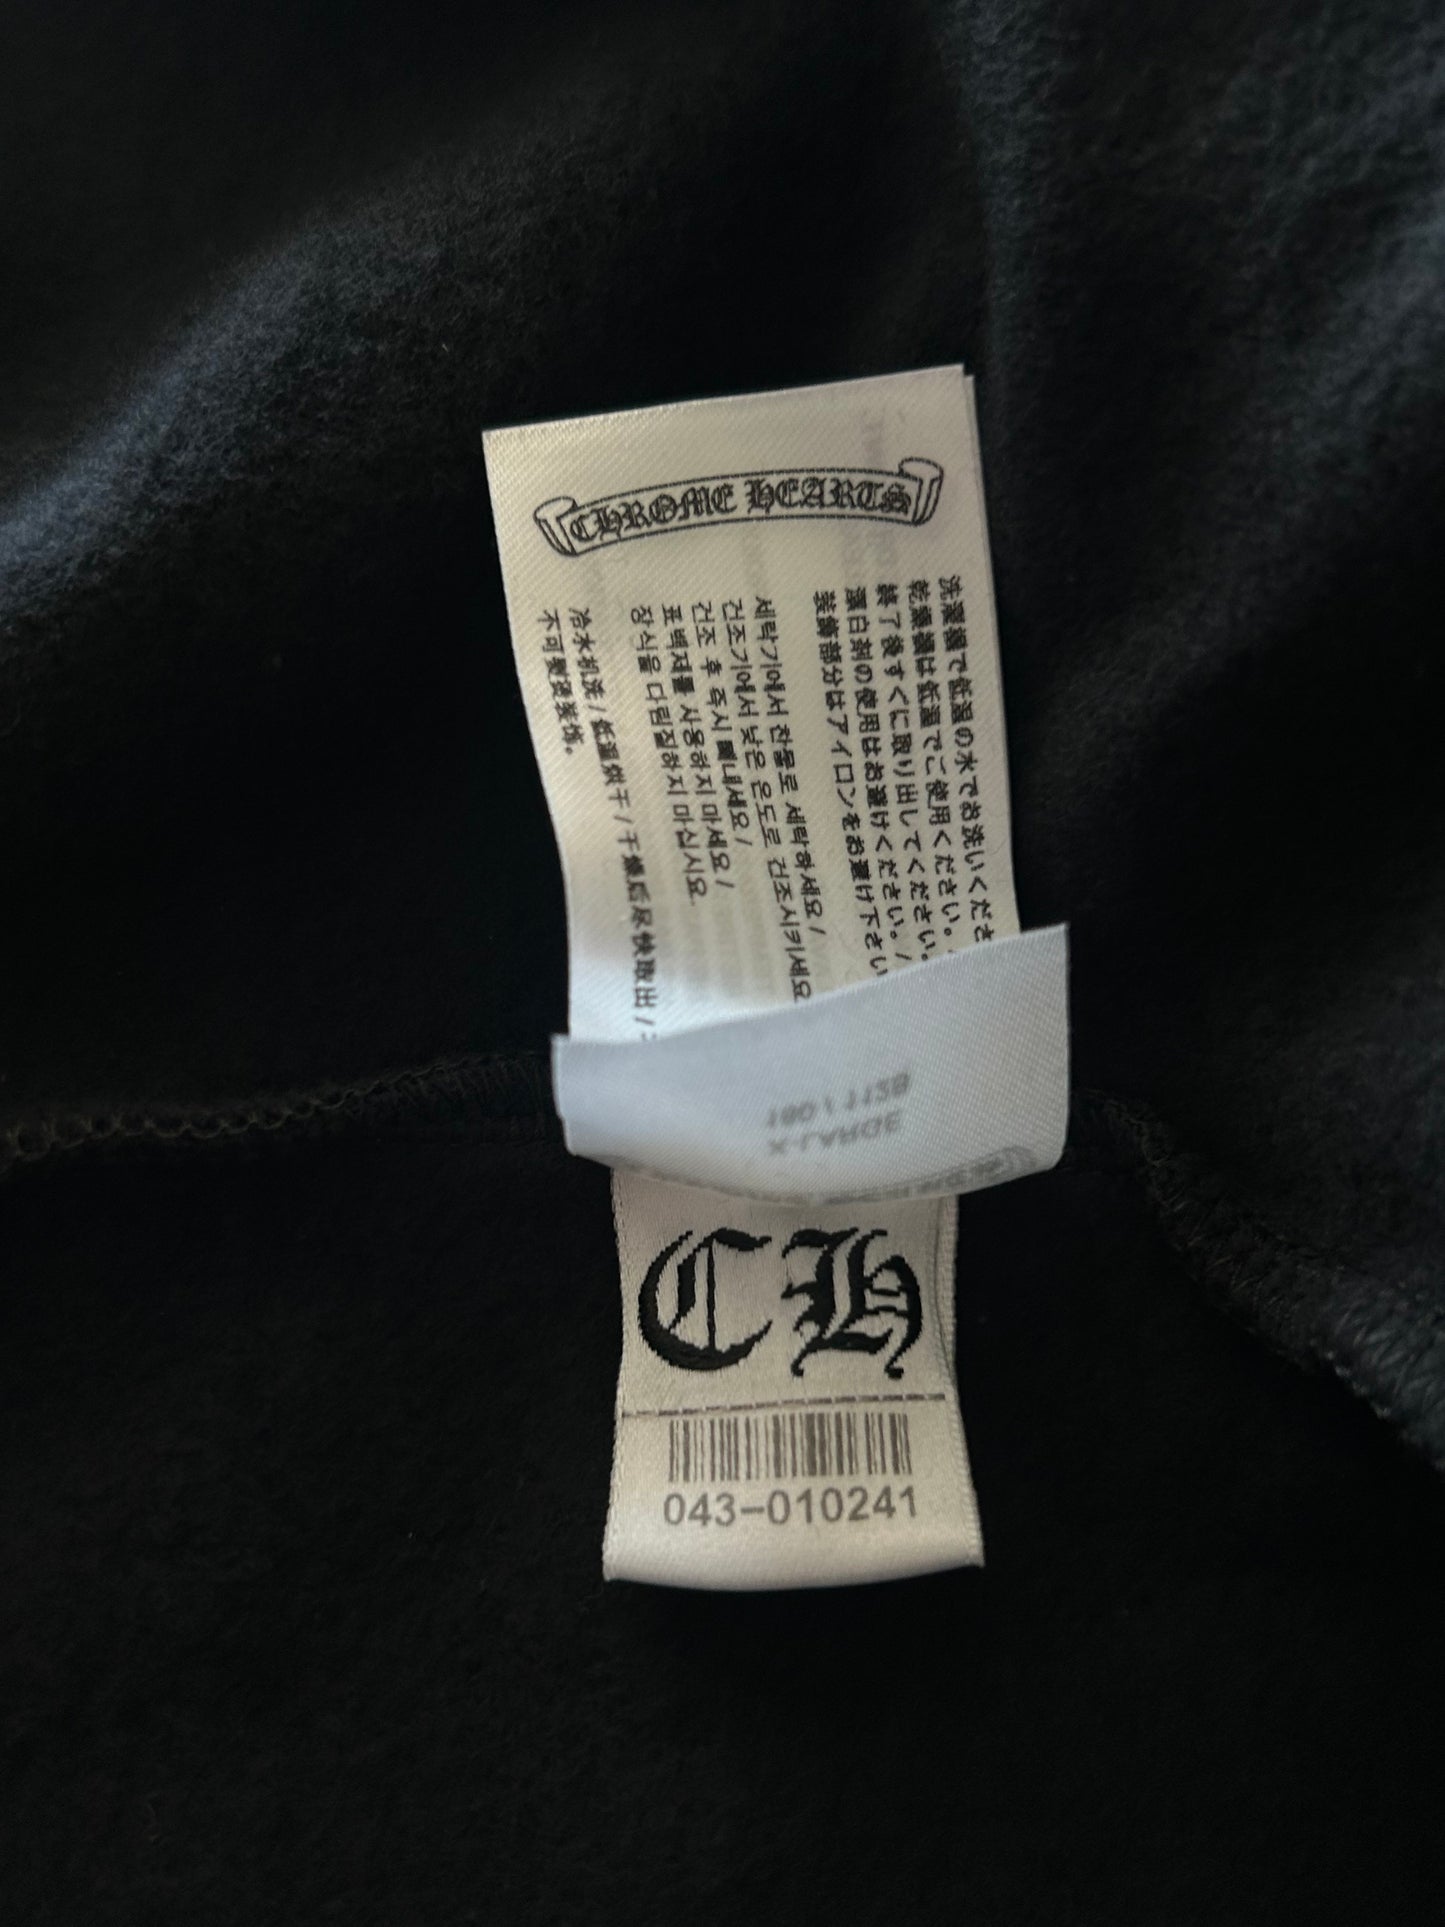 CHROME HEARTS
洗濯機で低温の水でお洗いくださ
乾燥機は低温でご使用ください。
終了後すぐに取り出してください。
漂白剤の使用はお避けください。/
装飾部分はアイロンをお避け下さい
세탁기에서 찬물로 세탁하세요 /
건조기에서 낮은 온도로 건조시키세요
건조 후 즉시 빼내세요 /
표백제를 사용하지 마세요 /
장식을 다림질하지 마십시요.
冷水机洗 / 低温烘干 / 干燥后尽快取出 /
不可熨烫装饰。
X-LARGE
180 / 112B
CH
043-010241